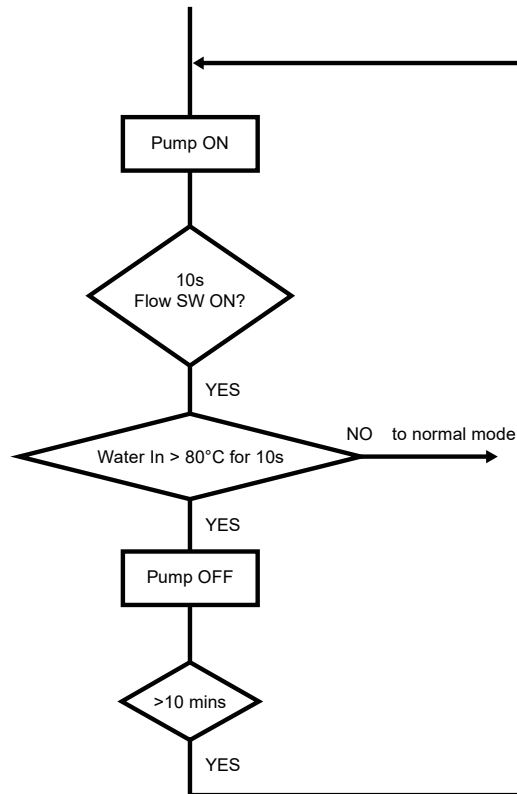 Pump ON
10s
Flow SW ON?
YES
NO to normal mode
Water In > 80°C for 10s
YES
Pump OFF
>10 mins
YES